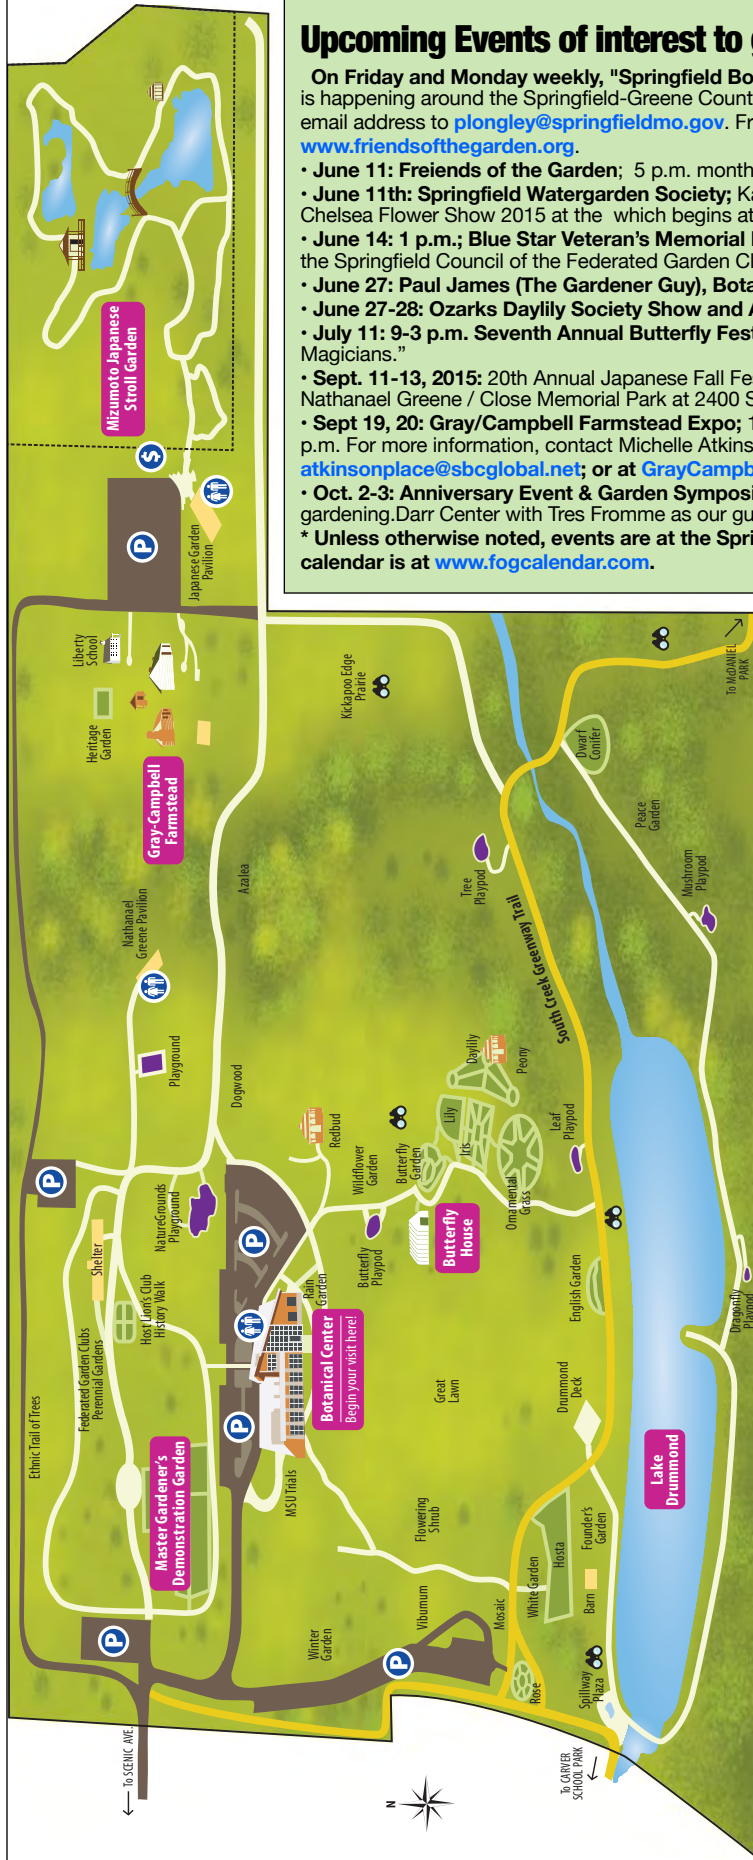 Upcoming Events of interest to
On Friday and Monday weekly, "Springfield
is happening around the Springfield-Greene
email address to plongley@springfieldmo.gov.
www.friendsofthegarden.org.
• June 11: Freiends of the Garden; 5 p.m.
• June 11th: Springfield Watergarden Society;
Chelsea Flower Show 2015 at the which begins at
• June 14: 1 p.m.; Blue Star Veteran's Memorial
the Springfield Council of the Federated Garden
• June 27: Paul James (The Gardener Guy),
• June 27-28: Ozarks Daylily Society Show and
• July 11: 9-3 p.m. Seventh Annual Butterfly
Magicians."
• Sept. 11-13, 2015: 20th Annual Japanese Fall
Nathanael Greene / Close Memorial Park at 2400
• Sept 19, 20: Gray/Campbell Farmstead Expo;
p.m. For more information, contact Michelle
atkinsonplace@sbcglobal.net; or at
• Oct. 2-3: Anniversary Event & Garden
gardening.Darr Center with Tres Fromme as our
* Unless otherwise noted, events are at the
calendar is at www.fogcalendar.com.
Mizumoto Japanese
Stroll Garden
$
P
Japanese Garden
Pavilion
Liberty
School
Heritage
Garden
Gray-Campbell
Farmstead
Kickapoo Edge
Prairie
To McDANIEL
PARK
Dwarf
Conifer
Peace
Garden
Mushroom
Playpod
Tree
Playpod
Azalea
Nathanael
Greene Pavilion
South Creek Greenway Trail
Playground
Dogwood
Redbud
Daylily
Peony
Lily
Iris
Leaf
Playpod
Ornamental
Grass
Butterfly
Garden
Wildflower
Garden
Butterfly
House
Butterfly
Playpod
P
NatureGrounds
Playground
P
Shelter
Host Lion's Club
History Walk
Rain
Garden
English Garden
Dragonfly
Playpod
Federated Garden Clubs
Perennial Gardens
Botanical Center
Begin your visit here!
Great
Lawn
Drummond
Deck
Ethnic Trail of Trees
P
Master Gardener's
Demonstration Garden
MSU Trials
Lake
Drummond
Flowering
Shrub
Founder's
Garden
Hosta
White Garden
Barn
Mosaic
Viburnum
Winter
Garden
P
P
Rose
Spillway
Plaza
To SCENIC AVE.
To CARVER
SCHOOL PARK
N